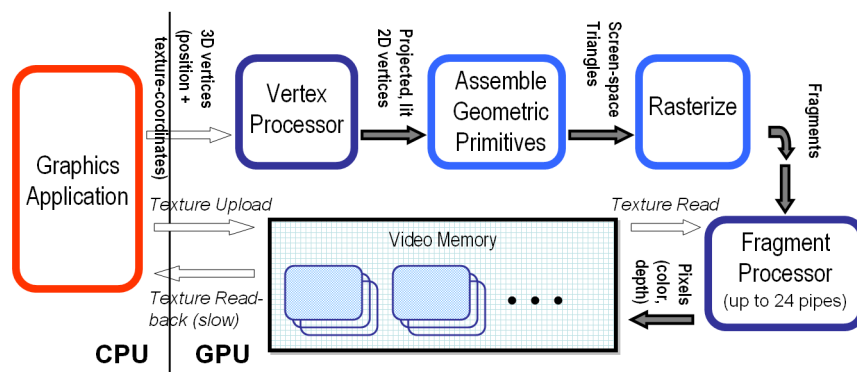 Graphics
Application
3D vertices
(position +
texture-coordinates)
Vertex
Processor
Projected, lit
2D vertices
Assemble
Geometric
Primitives
Screen-space
Triangles
Rasterize
Fragments
Texture Upload
Texture Read-
back (slow)
Video Memory
• • •
Texture Read
Fragment
Processor
(up to 24 pipes)
Pixels
(color,
depth)
CPU
GPU